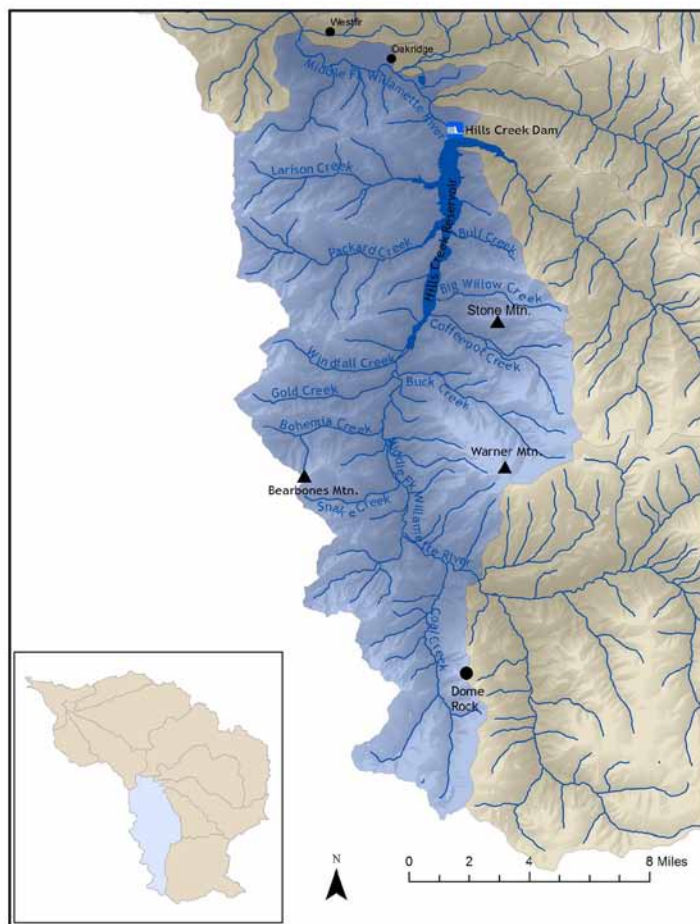 Westfir
Oakridge
Middle Fk Willamette River
Hills Creek Dam
Larison Creek
Hills Creek Reservoir
Packard Creek
Bull Creek
Big Willow Creek
Stone Mtn.
Coffeepot Creek
Windfall Creek
Gold Creek
Buck Creek
Bohemia Creek
Warner Mtn.
Bearbones Mtn.
Snake Creek
Middle Fk Willamette River
Coal Creek
Dome
Rock
N
0 2 4 8 Miles